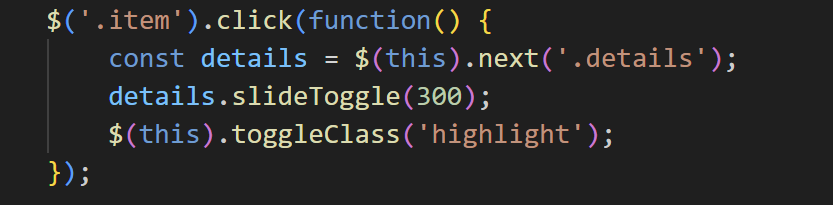 $('.item').click(function() {
    const details = $(this).next('.details');
    details.slideToggle(300);
    $(this).toggleClass('highlight');
});